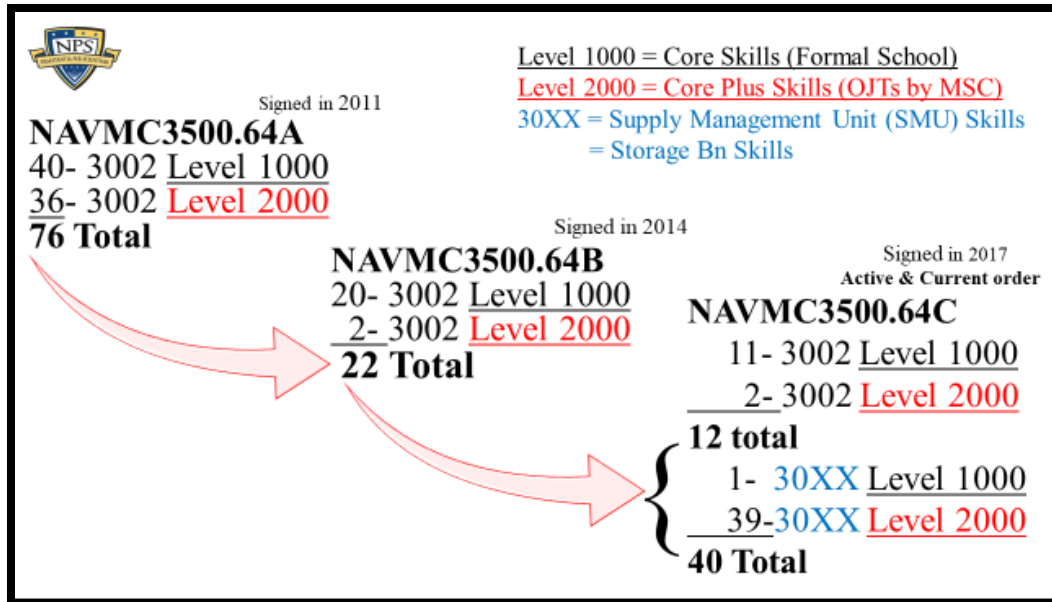 NPS
Level 1000 = Core Skills (Formal School)
Level 2000 = Core Plus Skills (OJTs by MSC)
30XX = Supply Management Unit (SMU) Skills
= Storage Bn Skills
Signed in 2011
NAVMC3500.64A
40- 3002 Level 1000
36- 3002 Level 2000
76 Total
Signed in 2014
NAVMC3500.64B
20- 3002 Level 1000
2- 3002 Level 2000
22 Total
Signed in 2017
Active & Current order
NAVMC3500.64C
11- 3002 Level 1000
2- 3002 Level 2000
12 total
1- 30XX Level 1000
39-30XX Level 2000
40 Total